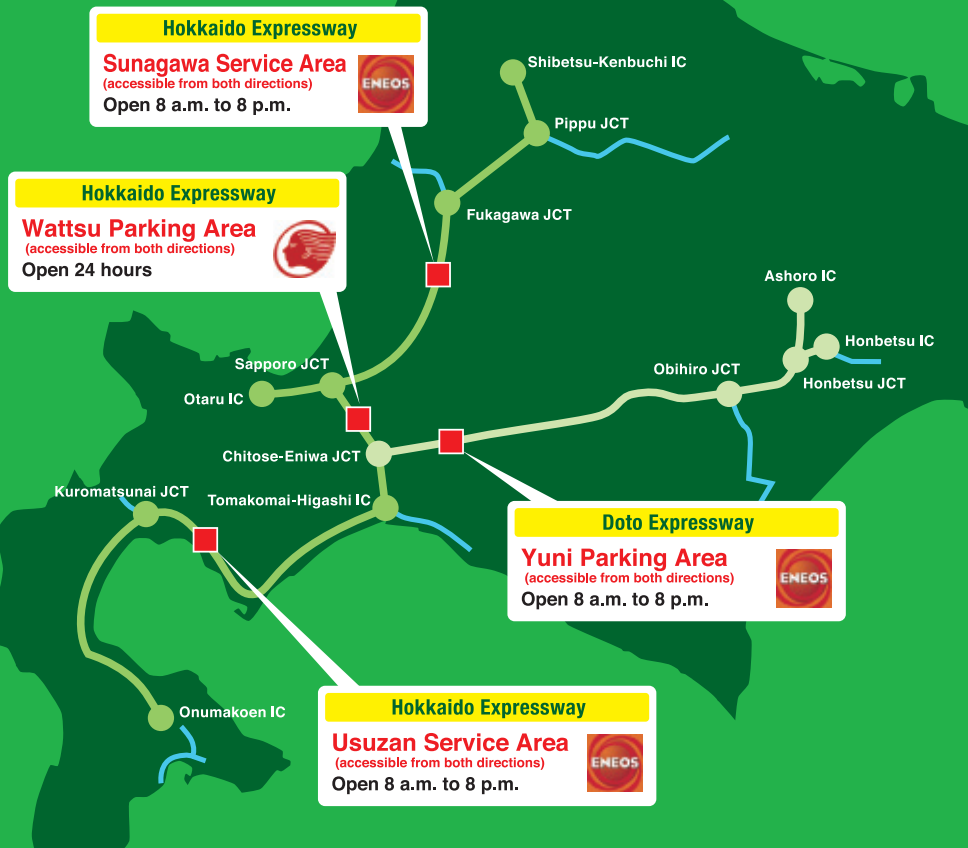 Hokkaido Expressway
Sunagawa Service Area
(accessible from both directions)
Open 8 a.m. to 8 p.m.
ENEOS
Shibetsu-Kenbuchi IC
Pippu JCT
Hokkaido Expressway
Wattsu Parking Area
(accessible from both directions)
Open 24 hours
Fukagawa JCT
Ashoro IC
Honbetsu IC
Sapporo JCT
Obihiro JCT
Honbetsu JCT
Otaru IC
Chitose-Eniwa JCT
Kuromatsunai JCT
Tomakomai-Higashi IC
Doto Expressway
Yuni Parking Area
(accessible from both directions)
Open 8 a.m. to 8 p.m.
ENEOS
Onumakoen IC
Hokkaido Expressway
Usuzan Service Area
(accessible from both directions)
Open 8 a.m. to 8 p.m.
ENEOS